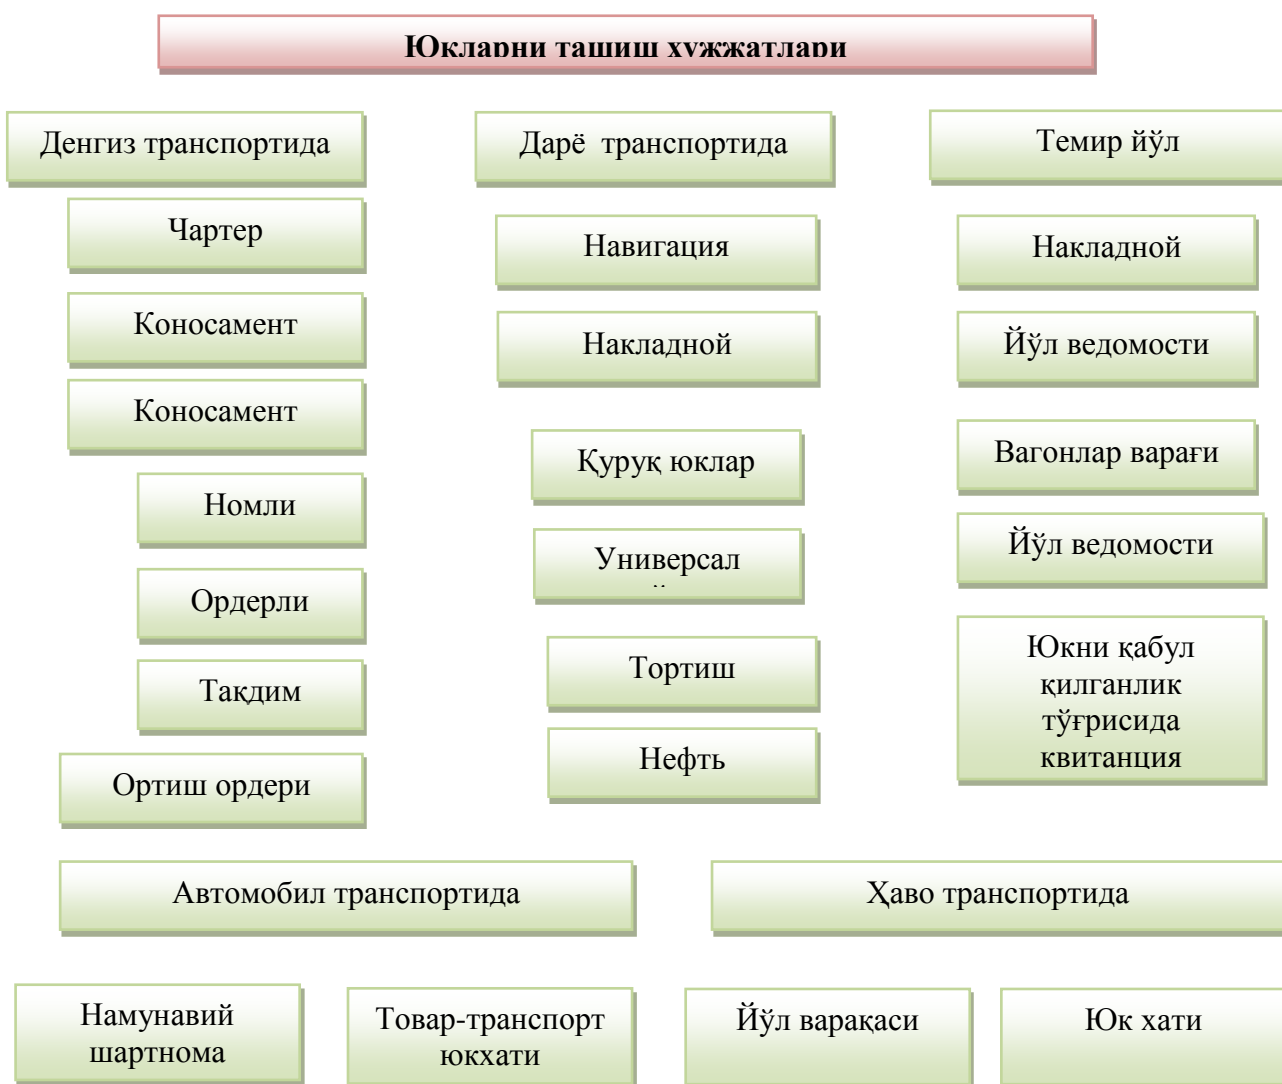 Юкларни ташиш ҳужжатлари
Денгиз транспортида
Чартер
Коносамент
Коносамент
Номли
Ордерли
Тақдим
Ортиш ордери
Дарё транспортида
Навигация
Накладной
Қуруқ юклар
Универсал
Тортиш
Нефть
Темир йўл
Накладной
Йўл ведомости
Вагонлар варағи
Йўл ведомости
Юкни қабул
қилганлик
тўғрисида
квитанция
Автомобил транспортида
Намунавий
шартнома
Товар-транспорт
юкхати
Ҳаво транспортида
Йўл варақаси
Юк хати